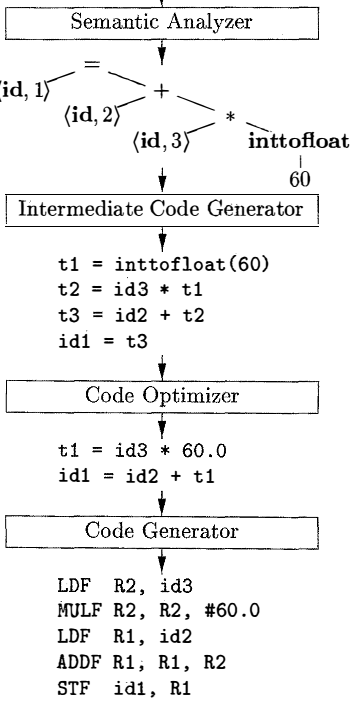 Semantic Analyzer
=
⟨id, 1⟩
+
⟨id, 2⟩
*
⟨id, 3⟩ inttofloat
60
Intermediate Code Generator
t1 = inttofloat(60)
t2 = id3 * t1
t3 = id2 + t2
id1 = t3
Code Optimizer
t1 = id3 * 60.0
id1 = id2 + t1
Code Generator
LDF R2, id3
MULF R2, R2, #60.0
LDF R1, id2
ADDF R1, R1, R2
STF id1, R1